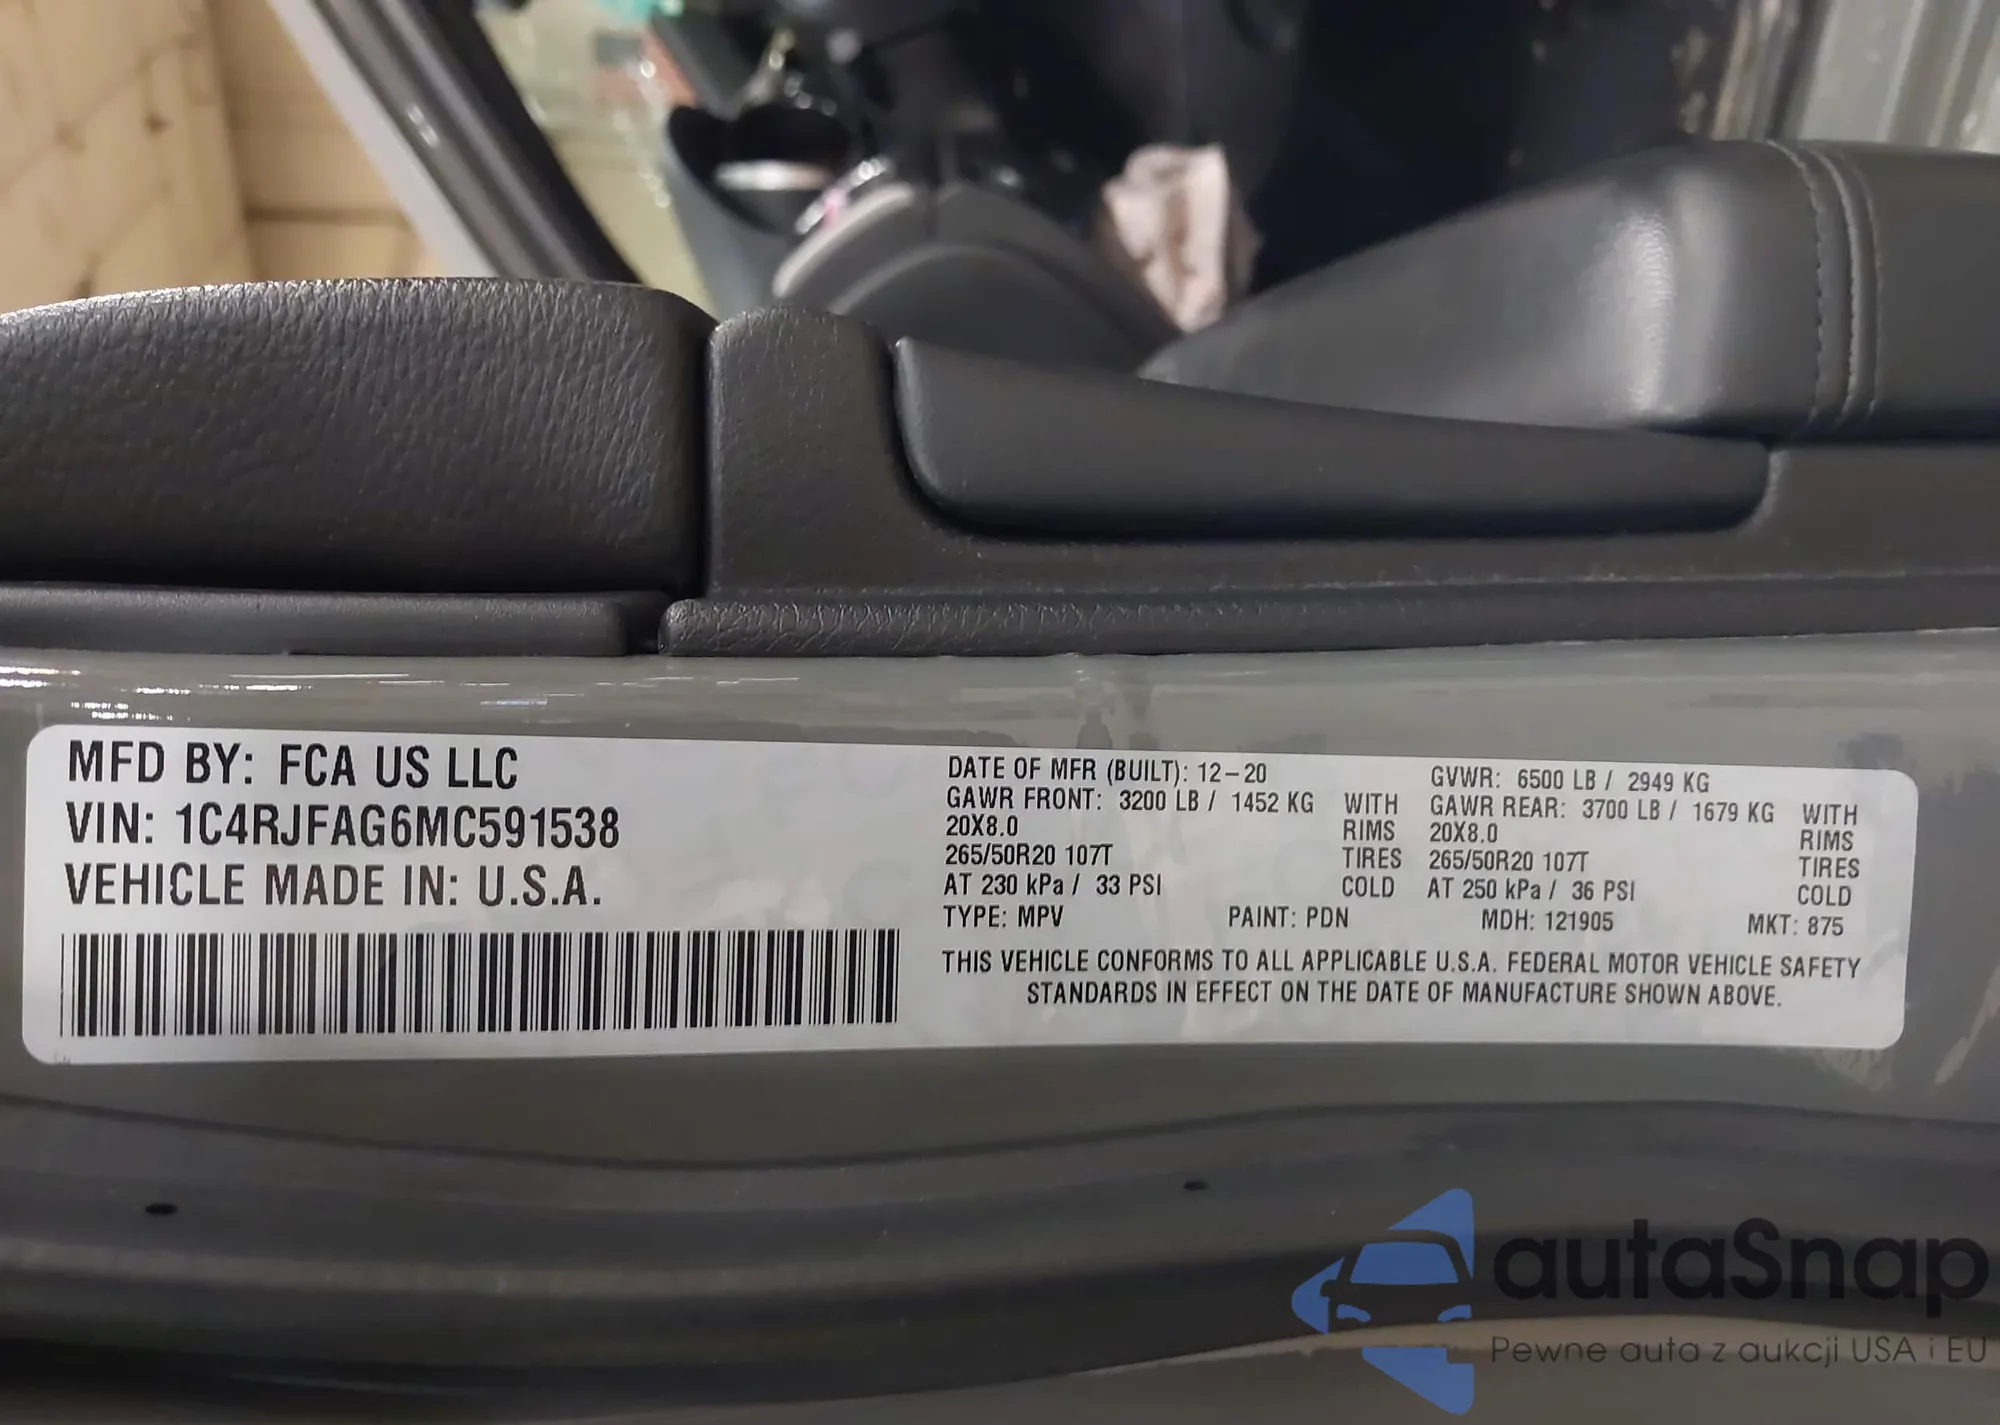 MFD BY: FCA US LLC
VIN: 1C4RJFAG6MC591538
VEHICLE MADE IN: U.S.A.
DATE OF MFR (BUILT): 12-20
GVWR: 6500 LB / 2949 KG
GAWR FRONT: 3200 LB / 1452 KG WITH
20X8.0 RIMS
265/50R20 107T TIRES
AT 230 kPa / 33 PSI COLD
GAWR REAR: 3700 LB / 1679 KG WITH
20X8.0 RIMS
265/50R20 107T TIRES
AT 250 kPa / 36 PSI COLD
TYPE: MPV PAINT: PDN MDH: 121905 MKT: 875
THIS VEHICLE CONFORMS TO ALL APPLICABLE U.S.A. FEDERAL MOTOR VEHICLE SAFETY
STANDARDS IN EFFECT ON THE DATE OF MANUFACTURE SHOWN ABOVE.
autaSnap
Pewne auta z aukcji USA i EU